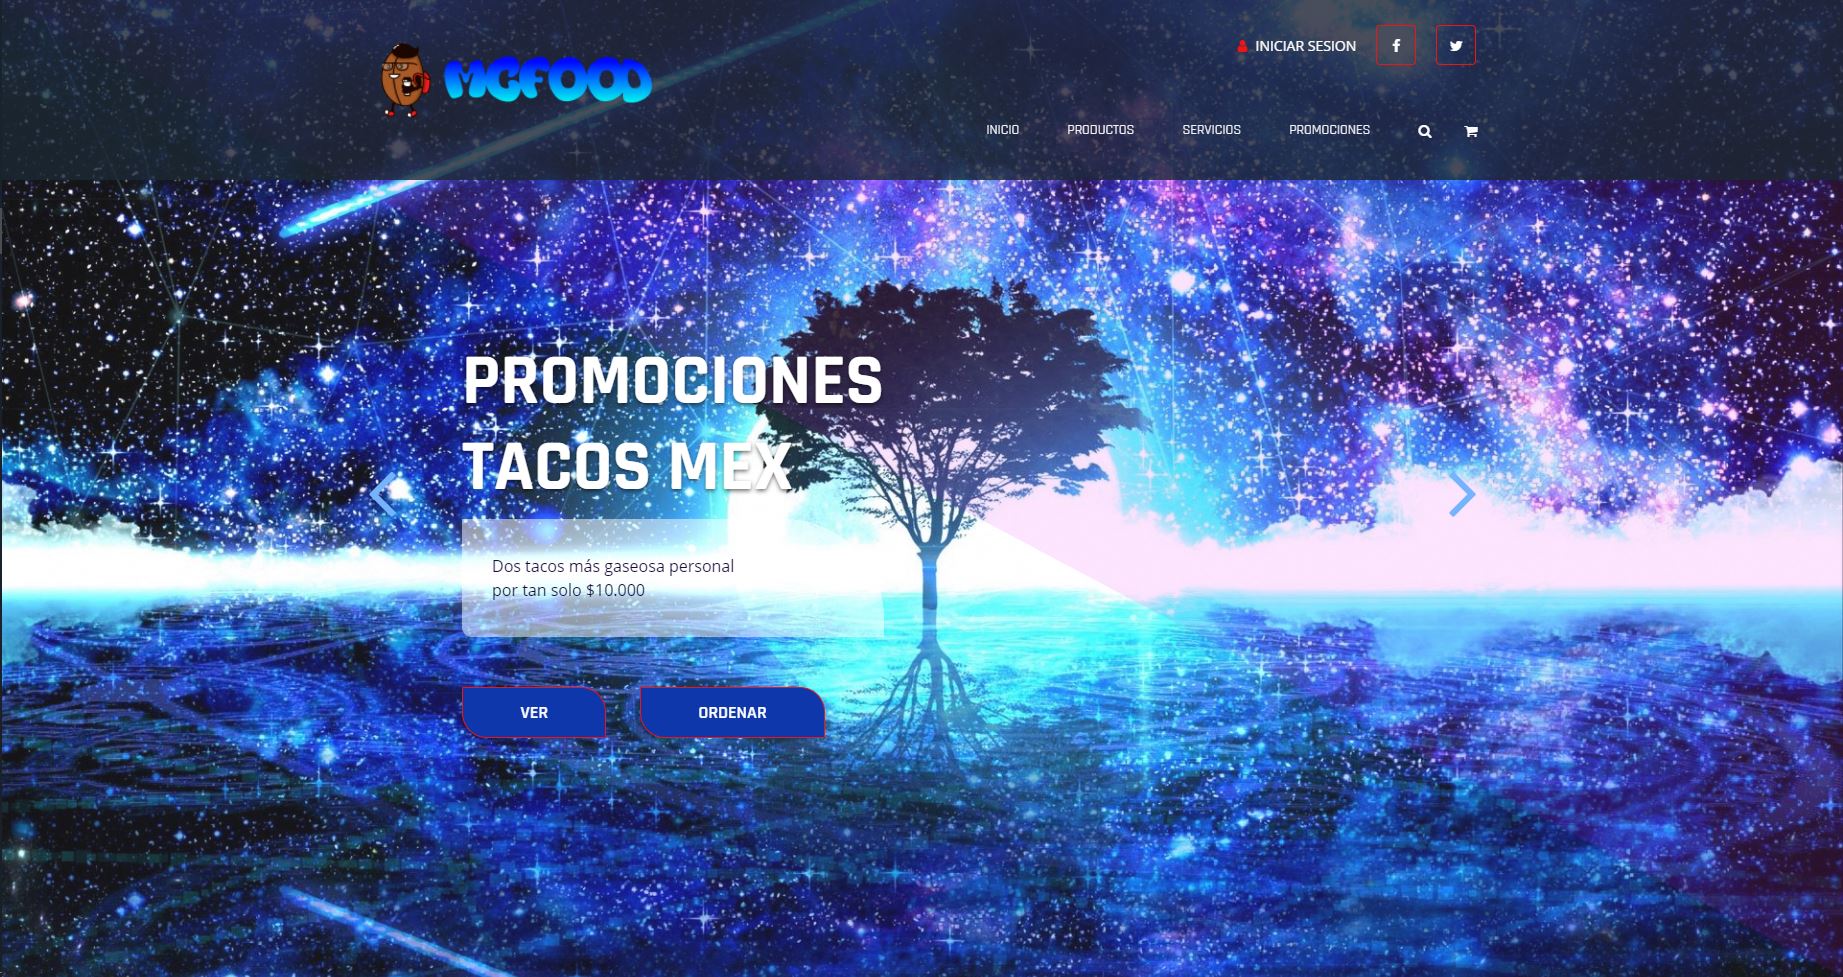 MGFOOD
INICIAR SESION
INICIO PRODUCTOS SERVICIOS PROMOCIONES
PROMOCIONES
TACOS MEX
Dos tacos más gaseosa personal
por tan solo $10.000
VER ORDENAR